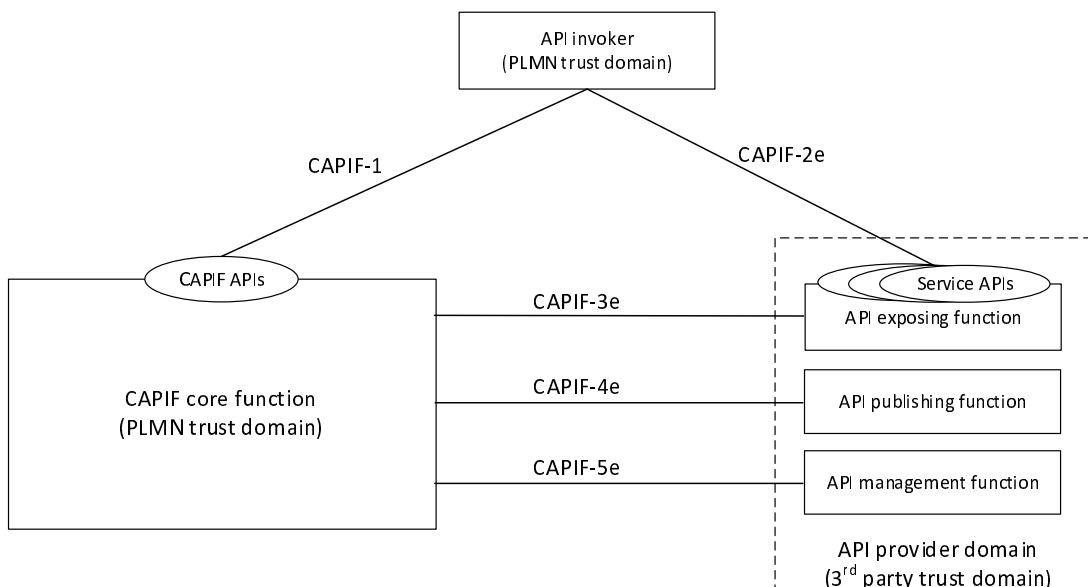 API invoker
(PLMN trust domain)
CAPIF-1
CAPIF-2e
CAPIF APIs
Service APIs
CAPIF-3e
API exposing function
CAPIF core function
(PLMN trust domain)
CAPIF-4e
API publishing function
CAPIF-5e
API management function
API provider domain
(3rd party trust domain)